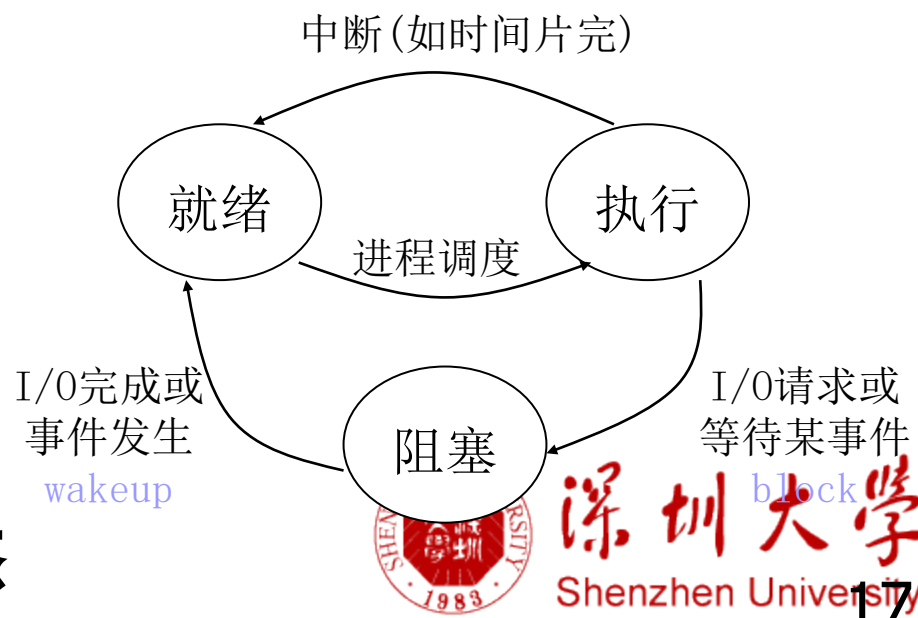 中断(如时间片完)
就绪
执行
进程调度
I/O完成或
事件发生
wakeup
阻塞
I/O请求或
等待某事件
block
深圳大学
Shenzhen University
1983
17